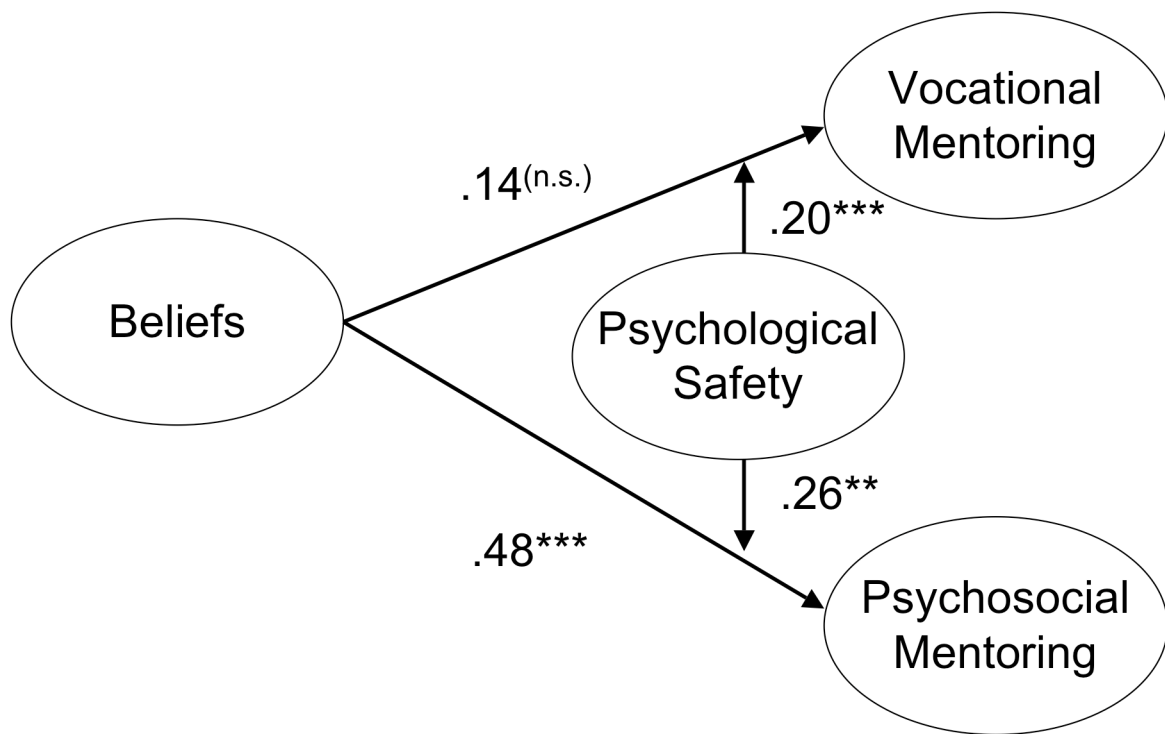 Vocational
Mentoring
.14(n.s.)
.20***
Beliefs
Psychological
Safety
.26**
.48***
Psychosocial
Mentoring